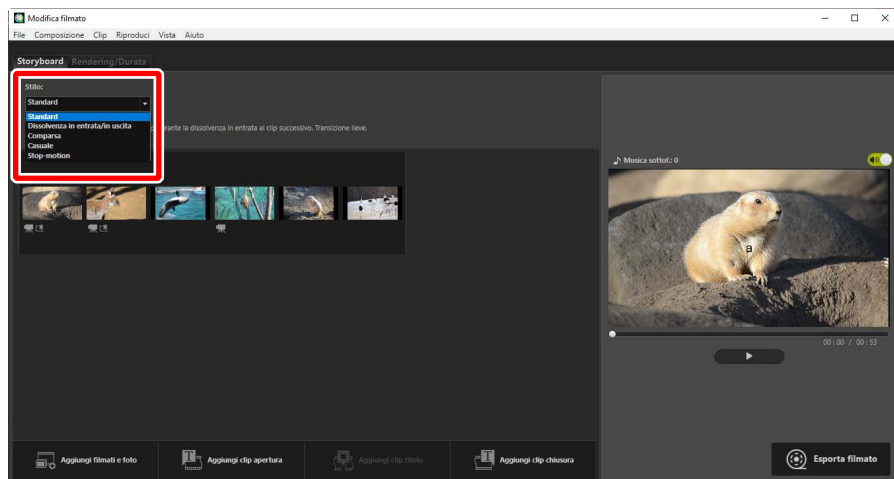 Modifica filmato
File Composizione Clip Riproduci Vista Aiuto
Storyboard Rendering/Durata
Stilo:
Standard
Standard
Dissolvenza in entrata/in uscita
Comparsa
Casuale
Stop-motion
rante la dissolvenza in entrata al clip successivo. Transizione lieve.
Musica sottof.: 0
a
00:00 / 00:53
Aggiungi filmati e foto
Aggiungi clip apertura
Aggiungi clip titolo
Aggiungi clip chiusura
Esporta filmato